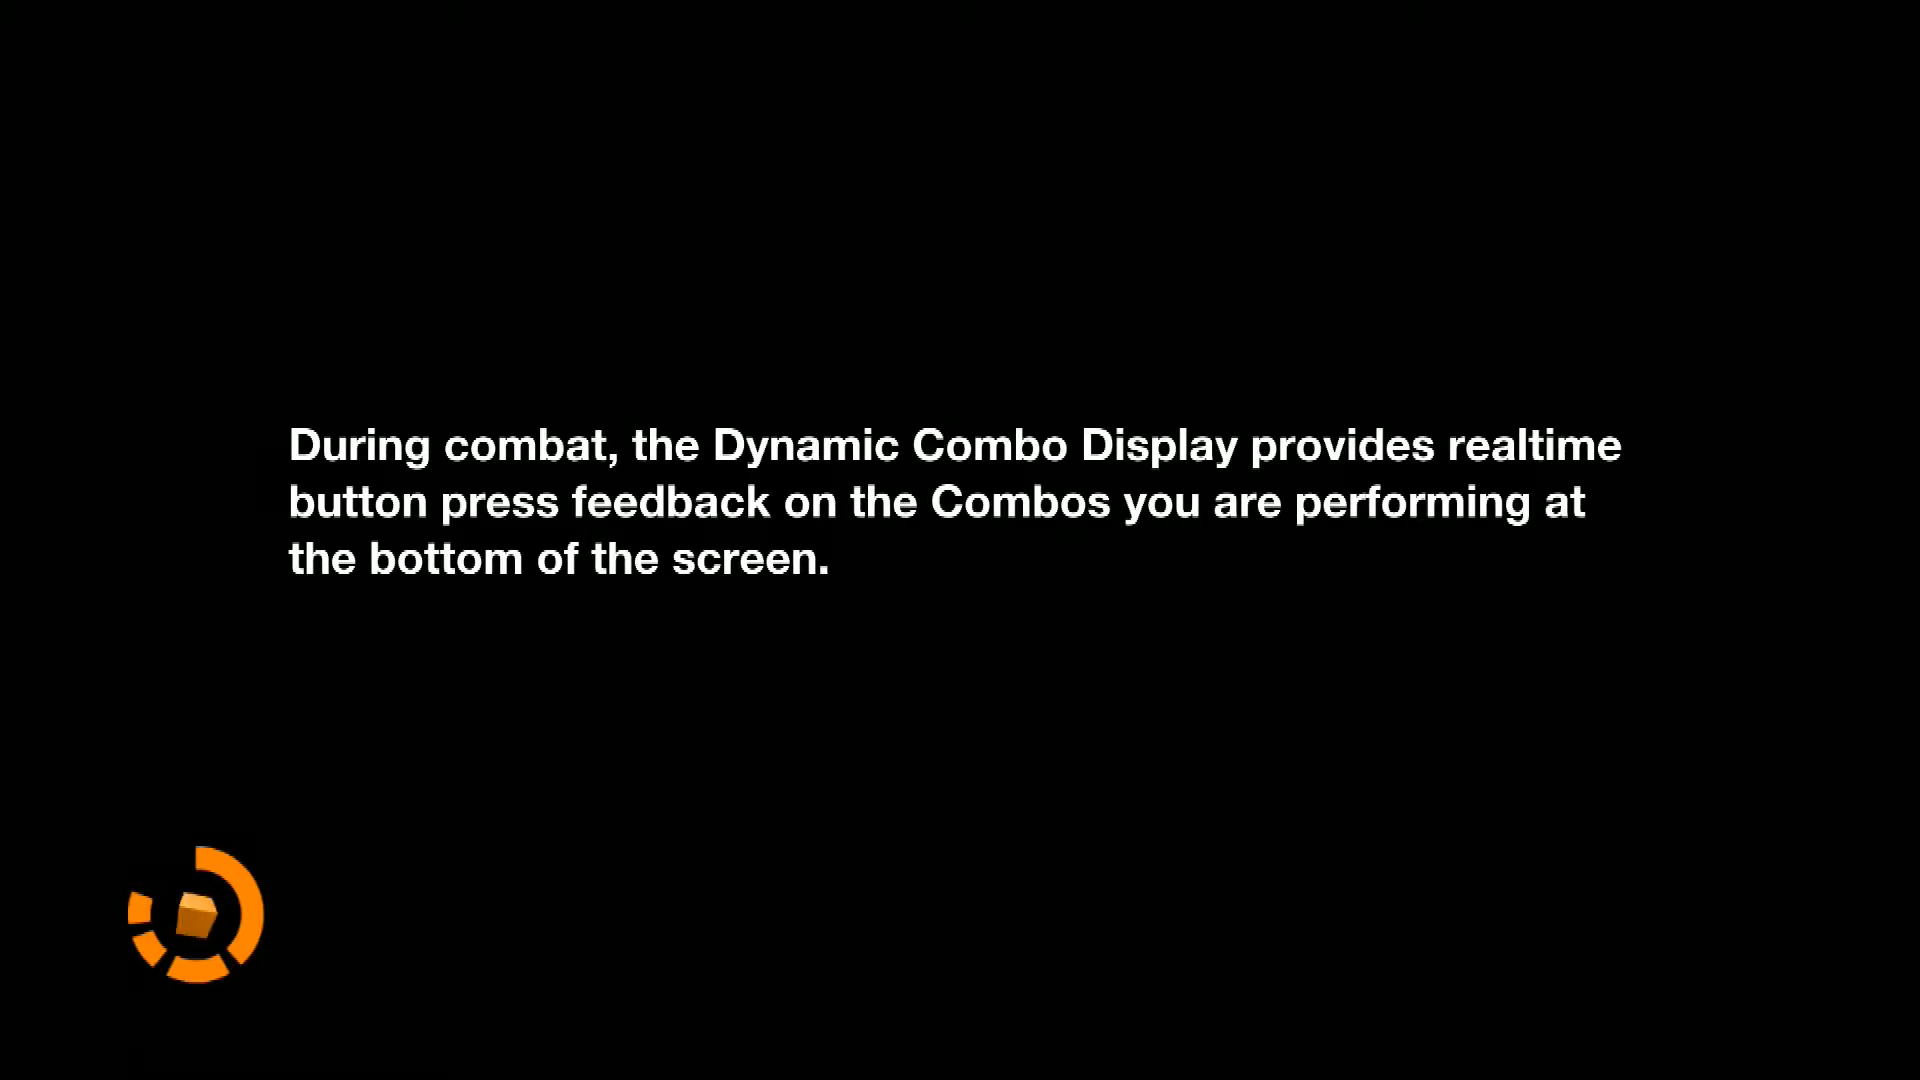 During combat, the Dynamic Combo Display provides realtime
button press feedback on the Combos you are performing at
the bottom of the screen.